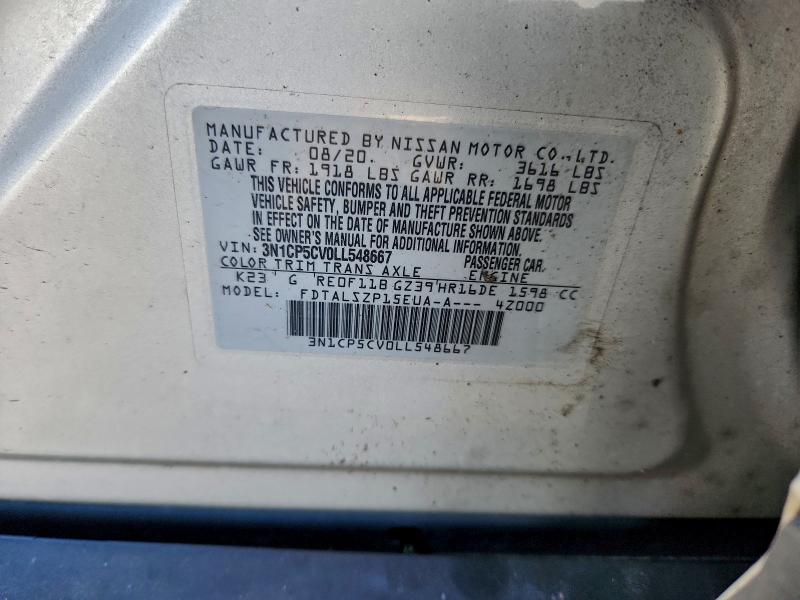 MANUFACTURED BY NISSAN MOTOR CO., LTD.
DATE: 08/20. GVWR: 3616 LBS
GAWR FR: 1918 LBS GAWR RR: 1698 LBS
THIS VEHICLE CONFORMS TO ALL APPLICABLE FEDERAL MOTOR
VEHICLE SAFETY, BUMPER AND THEFT PREVENTION STANDARDS
IN EFFECT ON THE DATE OF MANUFACTURE SHOWN ABOVE.
SEE OWNER'S MANUAL FOR ADDITIONAL INFORMATION.
VIN: 3N1CP5CV0LL548667 PASSENGER CAR.
COLOR TRIM TRANS AXLE ENGINE
K23 G RE0F11B GZ39 HR16DE 1598 CC
MODEL: FDTALSZP15EUA-A--- 4Z000
3N1CP5CV0LL548667